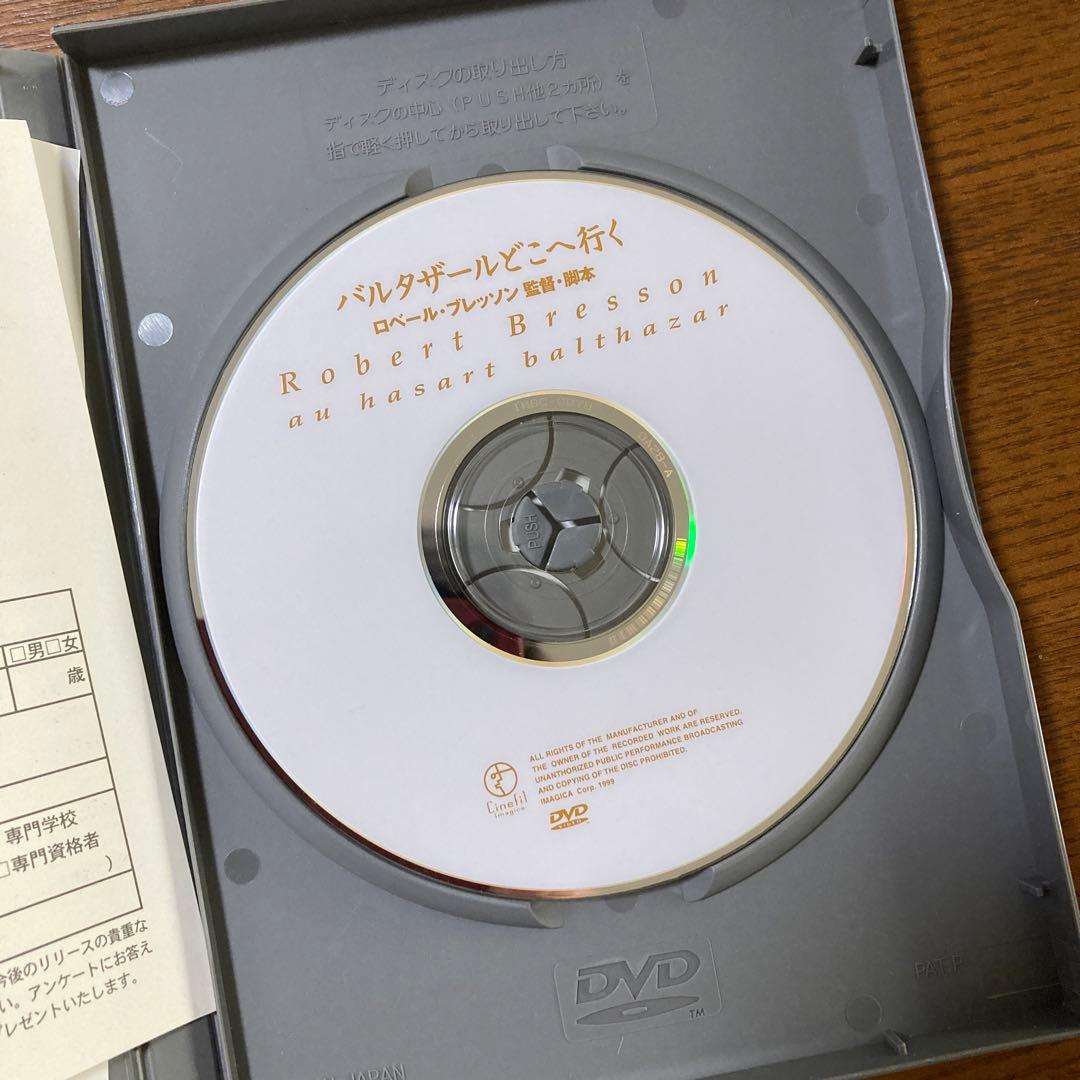 ディスクの取り出し方
ディスクの中心(PUSH他2カ所)を
指で軽く押してから取り出して下さい。
バルタザールどこへ行く
ロベール・ブレッソン 監督・脚本
Robert Bresson
au hasart balthazar
PUSH
ALL RIGHTS OF THE MANUFACTURER AND OF
THE OWNER OF THE RECORDED WORK ARE RESERVED.
UNAUTHORIZED PUBLIC PERFORMANCE BROADCASTING
AND COPYING OF THE DISC PROHIBITED.
IMAGICA Corp. 1999
Cinefil
Imagica
DVD
VIDEO
□男□女
歳
専門学校
□専門資格者
)
今後のリリースの貴重な
い。アンケートにお答え
プレゼントいたします。
DVD
TM
PAT.P
JAPAN